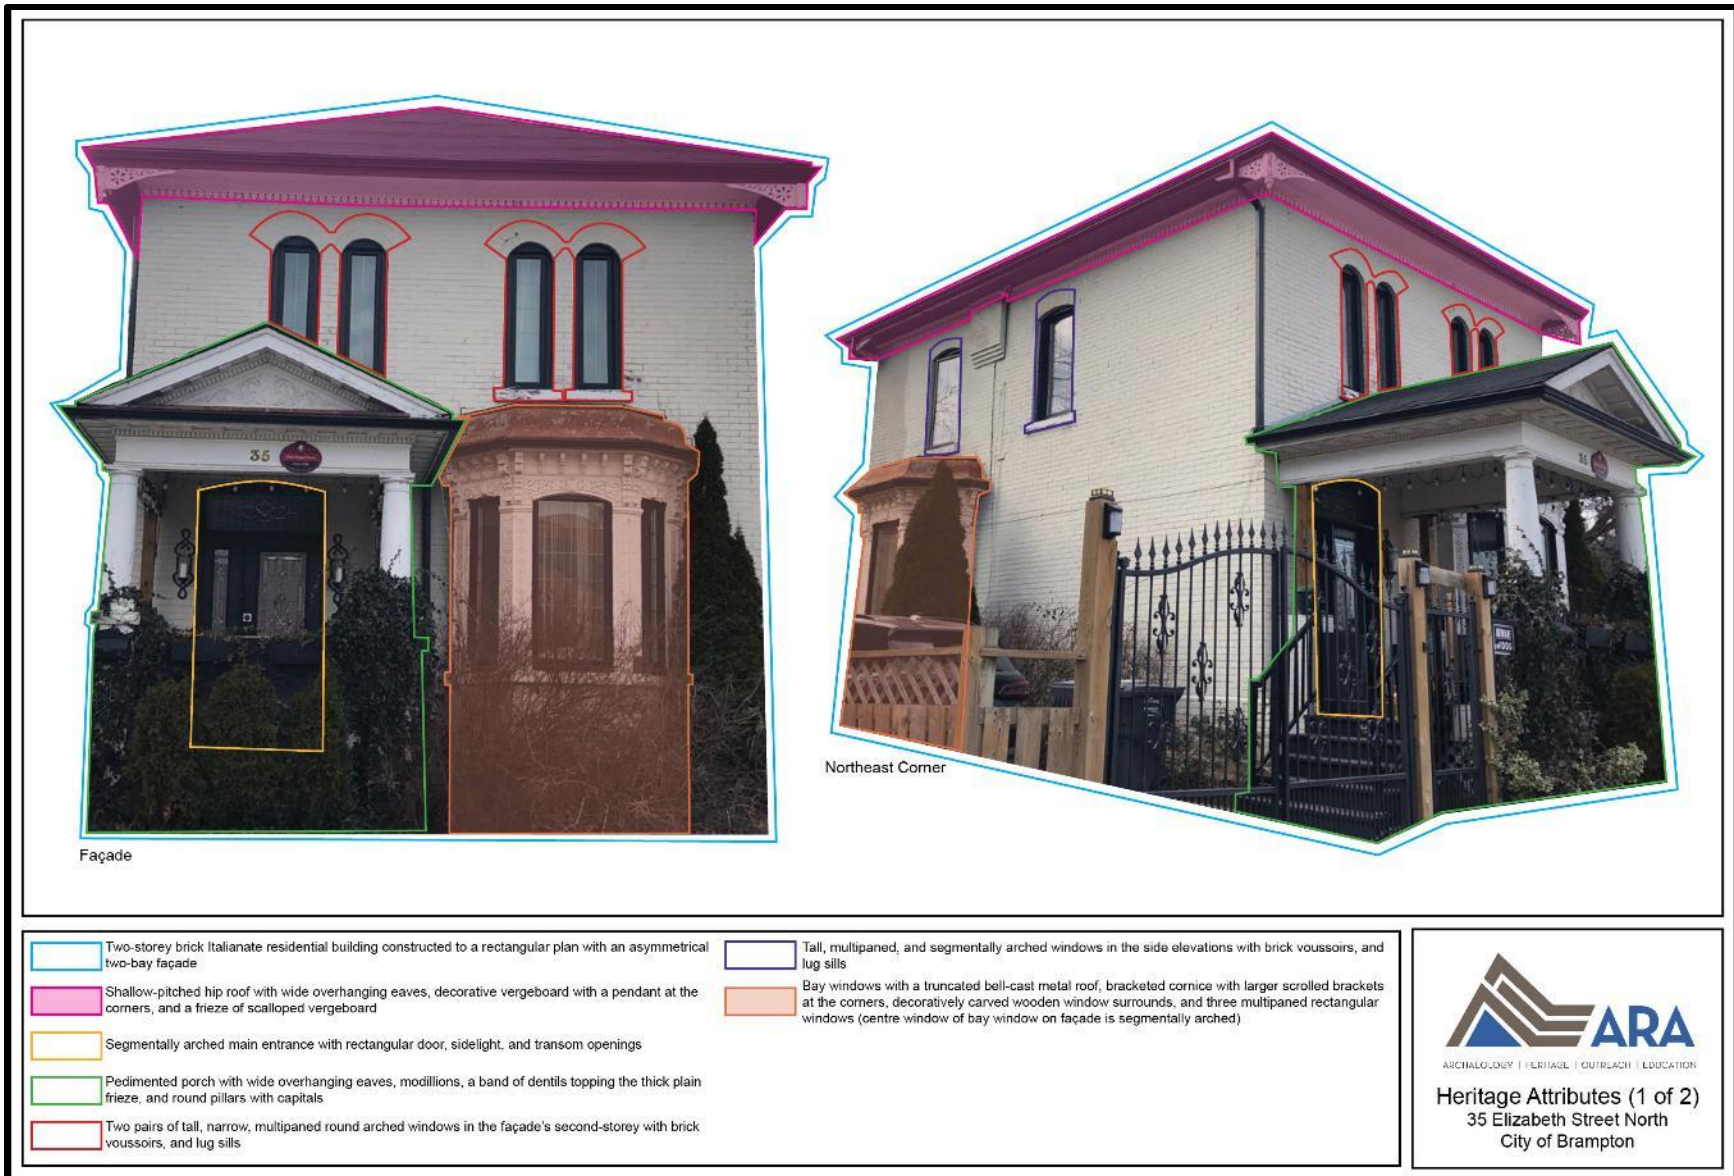 35
35
BEWARE
of DOG
Northeast Corner
Façade
Two-storey brick Italianate residential building constructed to a rectangular plan with an asymmetrical
two-bay façade
Shallow-pitched hip roof with wide overhanging eaves, decorative vergeboard with a pendant at the
corners, and a frieze of scalloped vergeboard
Segmentally arched main entrance with rectangular door, sidelight, and transom openings
Pedimented porch with wide overhanging eaves, modillions, a band of dentils topping the thick plain
frieze, and round pillars with capitals
Two pairs of tall, narrow, multipaned round arched windows in the façade's second-storey with brick
voussoirs, and lug sills
Tall, multipaned, and segmentally arched windows in the side elevations with brick voussoirs, and
lug sills
Bay windows with a truncated bell-cast metal roof, bracketed cornice with larger scrolled brackets
at the corners, decoratively carved wooden window surrounds, and three multipaned rectangular
windows (centre window of bay window on façade is segmentally arched)
ARA
ARCHAEOLOGY | HERITAGE | OUTREACH | EDUCATION
Heritage Attributes (1 of 2)
35 Elizabeth Street North
City of Brampton